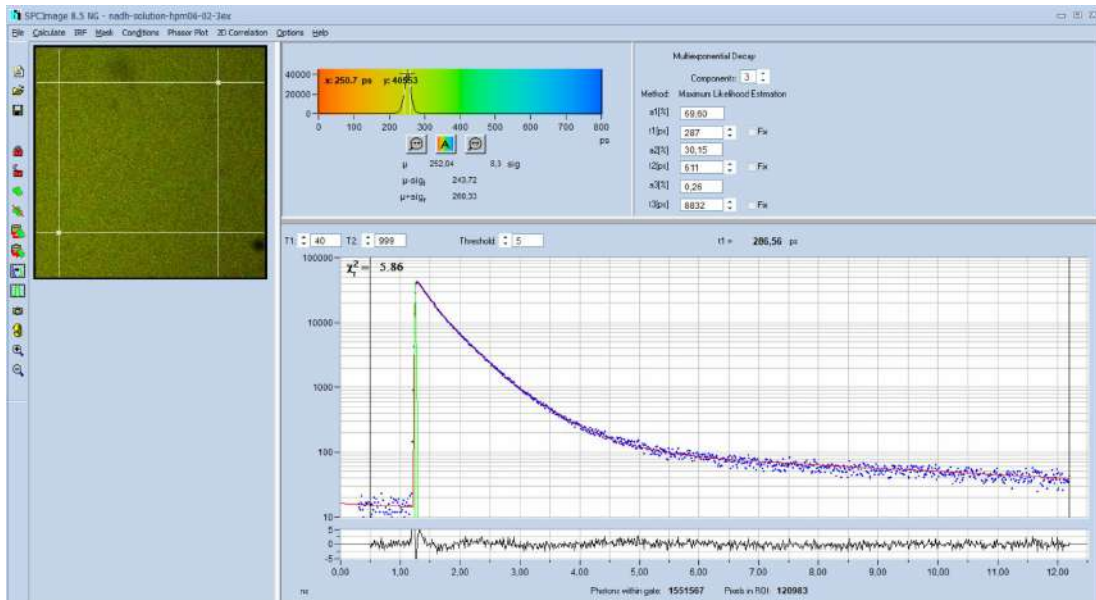 SPCImage 8.5 NG - nadh-solution-hpm06-02-3ex
File Calculate IRF Mask Conditions Phasor Plot 2D Correlation Options Help
40000
20000
0
x: 250.7 ps y: 40553
0 100 200 300 400 500 600 700 800
ps
A
μ 252,04 8,3 sig
μ-sigl 243,72
μ+sigr 260,33
Multiexponential Decay
Components: 3
Method: Maximum Likelihood Estimation
a1[%] 69,60
t1[ps] 287 Fix
a2[%] 30,15
t2[ps] 611 Fix
a3[%] 0,26
t3[ps] 8832 Fix
T1: 40 T2: 999 Threshold: 5 t1 = 286,56 ps
χr2= 5.86
100000
10000
1000
100
10
5
0
-5
0,00 1,00 2,00 3,00 4,00 5,00 6,00 7,00 8,00 9,00 10,00 11,00 12,00
ns
Photons within gate: 1551567 Pixels in ROI: 120983